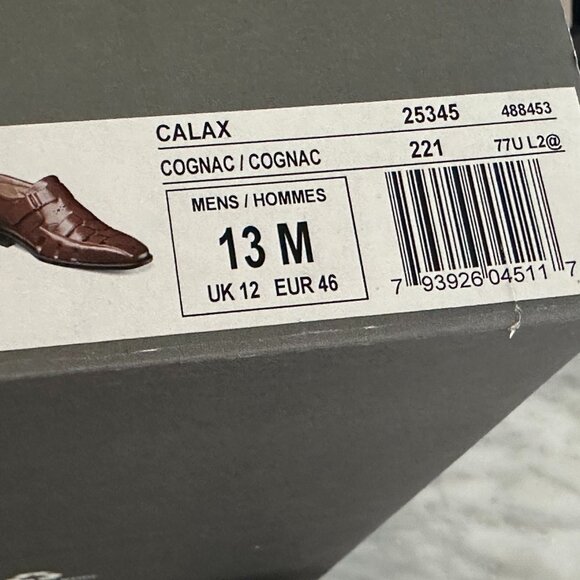 CALAX 25345 488453
COGNAC / COGNAC 221 77U L2@
MENS / HOMMES
13 M
UK 12 EUR 46
7 93926 04511 7